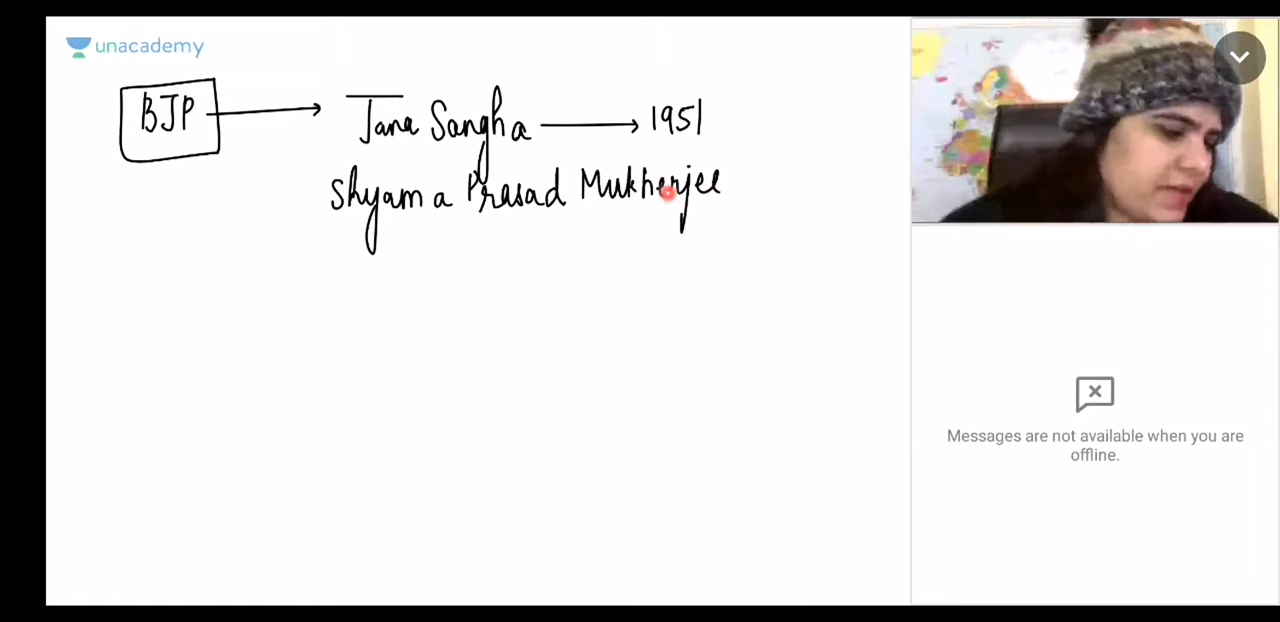 unacademy
BJP → Jana Sangha → 1951
Shyama Prasad Mukherjee
Messages are not available when you are
offline.